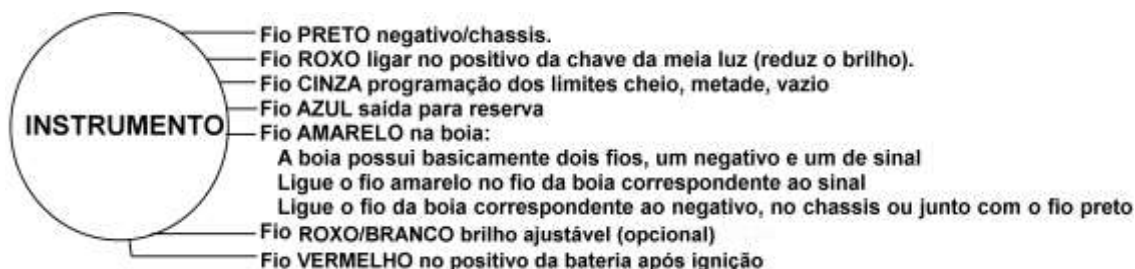 INSTRUMENTO
Fio PRETO negativo/chassis.
Fio ROXO ligar no positivo da chave da meia luz (reduz o brilho).
Fio CINZA programação dos limites cheio, metade, vazio
Fio AZUL saída para reserva
Fio AMARELO na boia:
A boia possui basicamente dois fios, um negativo e um de sinal
Ligue o fio amarelo no fio da boia correspondente ao sinal
Ligue o fio da boia correspondente ao negativo, no chassis ou junto com o fio preto
Fio ROXO/BRANCO brilho ajustável (opcional)
Fio VERMELHO no positivo da bateria após ignição